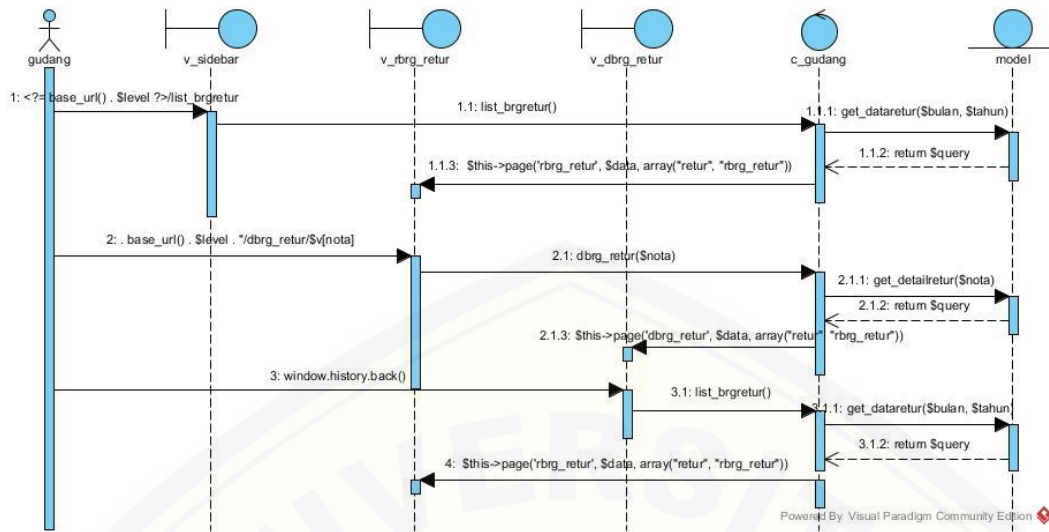 gudang
v_sidebar
v_rbrg_retur
v_dbrg_retur
c_gudang
model
1: <?= base_url() . $level ?>/list_brgretur
1.1: list_brgretur()
1.1.1: get_dataretur($bulan, $tahun)
1.1.2: return $query
1.1.3: $this->page('rbrg_retur', $data, array("retur", "rbrg_retur"))
2: . base_url() . $level . "/dbrg_retur/$v[nota]
2.1: dbrg_retur($nota)
2.1.1: get_detailretur($nota)
2.1.2: return $query
2.1.3: $this->page('dbrg_retur', $data, array("retur", "rbrg_retur"))
3: window.history.back()
3.1: list_brgretur()
3.1.1: get_dataretur($bulan, $tahun)
3.1.2: return $query
4: $this->page('rbrg_retur', $data, array("retur", "rbrg_retur"))
Powered By Visual Paradigm Community Edition